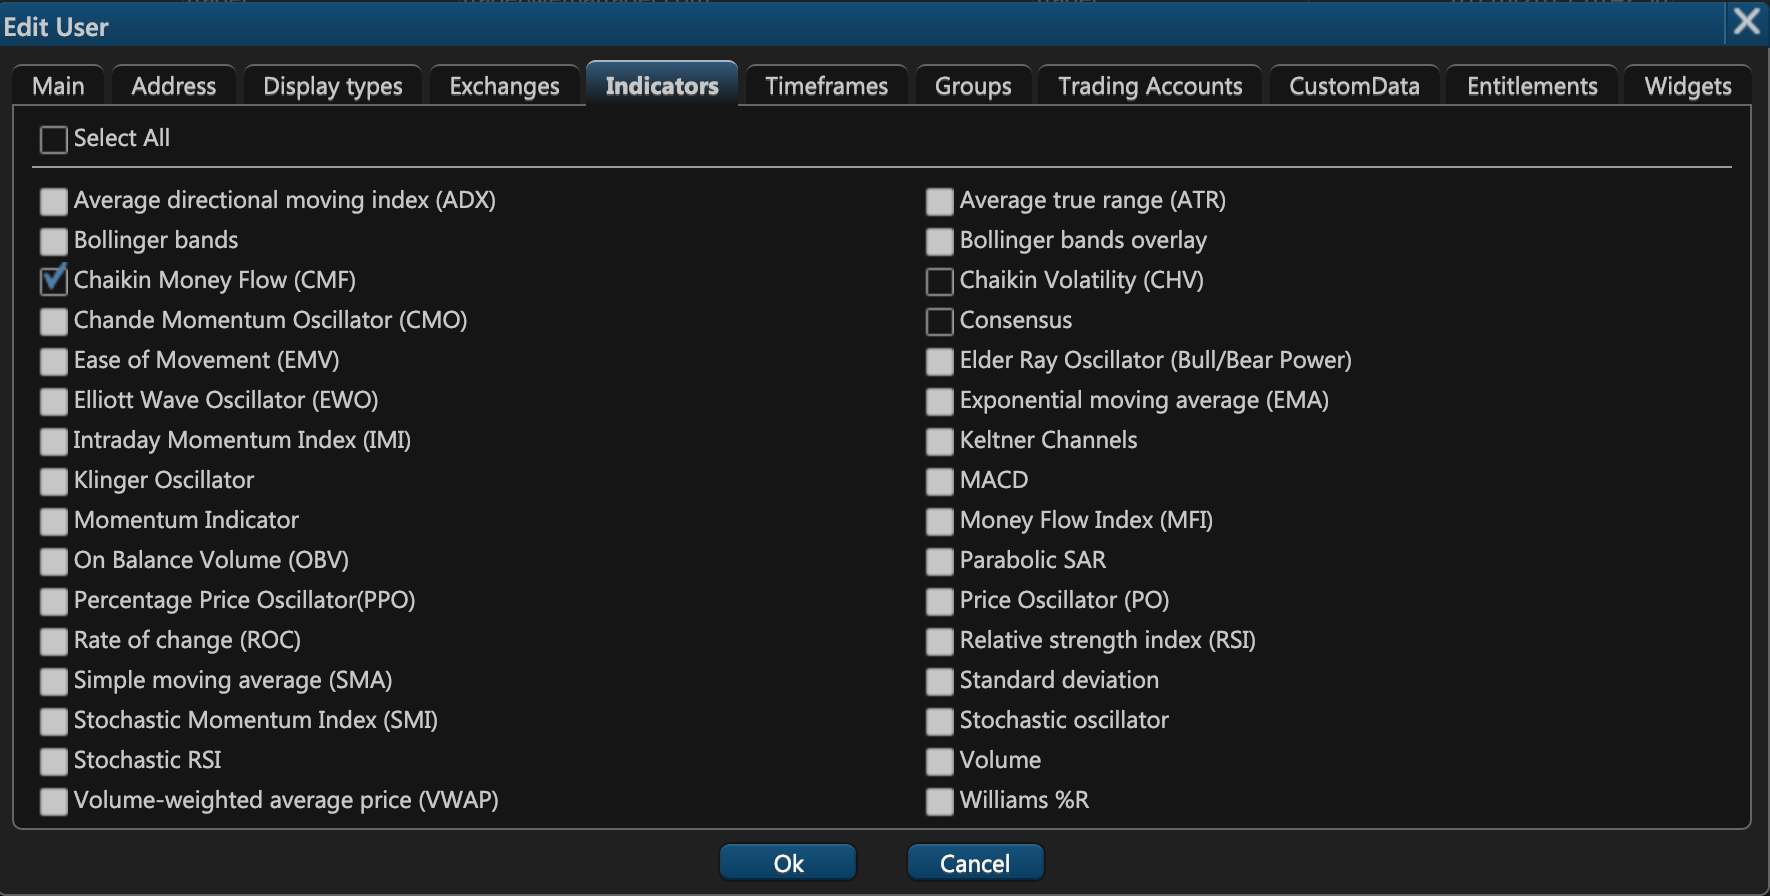 Edit User
Main Address Display types Exchanges Indicators Timeframes Groups Trading Accounts CustomData Entitlements Widgets
Select All
Average directional moving index (ADX) Average true range (ATR)
Bollinger bands Bollinger bands overlay
Chaikin Money Flow (CMF) Chaikin Volatility (CHV)
Chande Momentum Oscillator (CMO) Consensus
Ease of Movement (EMV) Elder Ray Oscillator (Bull/Bear Power)
Elliott Wave Oscillator (EWO) Exponential moving average (EMA)
Intraday Momentum Index (IMI) Keltner Channels
Klinger Oscillator MACD
Momentum Indicator Money Flow Index (MFI)
On Balance Volume (OBV) Parabolic SAR
Percentage Price Oscillator(PPO) Price Oscillator (PO)
Rate of change (ROC) Relative strength index (RSI)
Simple moving average (SMA) Standard deviation
Stochastic Momentum Index (SMI) Stochastic oscillator
Stochastic RSI Volume
Volume-weighted average price (VWAP) Williams %R
Ok Cancel